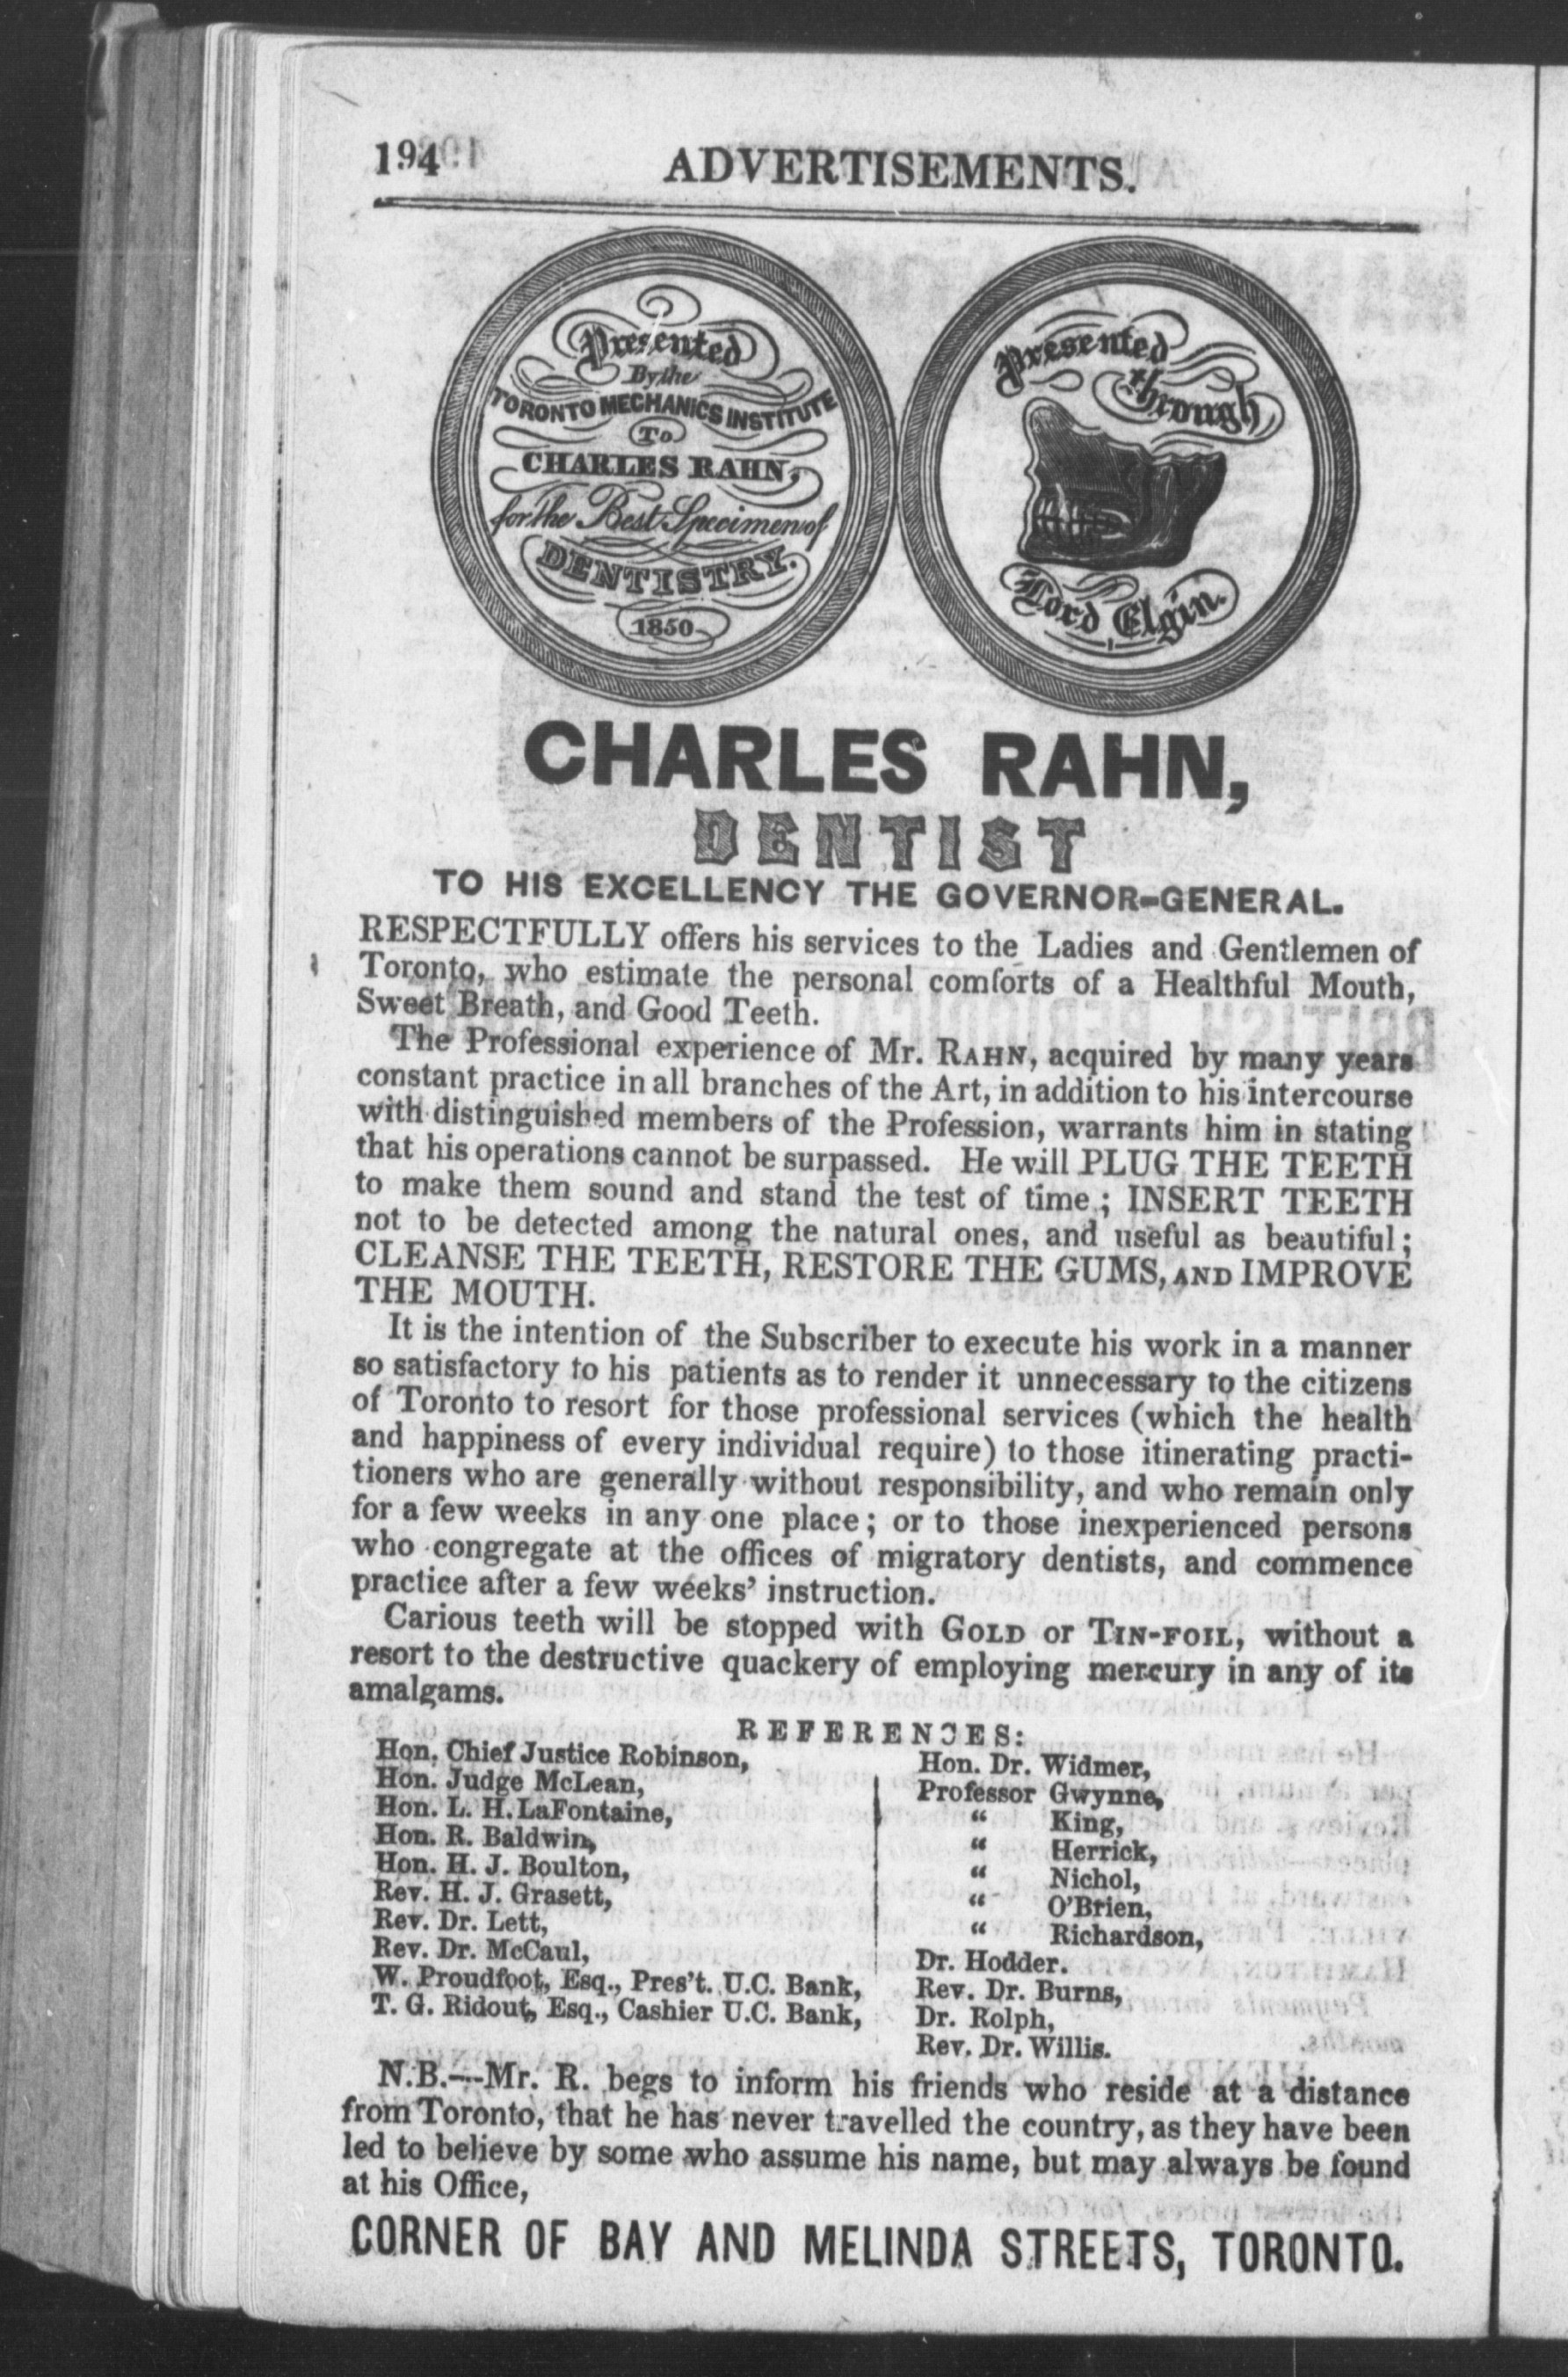 194
ADVERTISEMENTS.
Presented
By the
TORONTO MECHANICS INSTITUTE
To
CHARLES RAHN,
for the Best Specimen of
DENTISTRY.
1850
Presented
through
Lord Elgin.
CHARLES RAHN,
DENTIST
TO HIS EXCELLENCY THE GOVERNOR-GENERAL.
RESPECTFULLY offers his services to the Ladies and Gentlemen of
Toronto, who estimate the personal comforts of a Healthful Mouth,
Sweet Breath, and Good Teeth.
The Professional experience of Mr. RAHN, acquired by many years
constant practice in all branches of the Art, in addition to his intercourse
with distinguished members of the Profession, warrants him in stating
that his operations cannot be surpassed. He will PLUG THE TEETH
to make them sound and stand the test of time; INSERT TEETH
not to be detected among the natural ones, and useful as beautiful;
CLEANSE THE TEETH, RESTORE THE GUMS, AND IMPROVE
THE MOUTH.
It is the intention of the Subscriber to execute his work in a manner
so satisfactory to his patients as to render it unnecessary to the citizens
of Toronto to resort for those professional services (which the health
and happiness of every individual require) to those itinerating practi-
tioners who are generally without responsibility, and who remain only
for a few weeks in any one place; or to those inexperienced persons
who congregate at the offices of migratory dentists, and commence
practice after a few weeks' instruction.
Carious teeth will be stopped with GOLD or TIN-FOIL, without a
resort to the destructive quackery of employing mercury in any of its
amalgams.
REFERENCES:
Hon. Chief Justice Robinson,
Hon. Judge McLean,
Hon. L. H. LaFontaine,
Hon. R. Baldwin,
Hon. H. J. Boulton,
Rev. H. J. Grasett,
Rev. Dr. Lett,
Rev. Dr. McCaul,
W. Proudfoot, Esq., Pres't. U.C. Bank,
T. G. Ridout, Esq., Cashier U.C. Bank,
Hon. Dr. Widmer,
Professor Gwynne,
" King,
" Herrick,
" Nichol,
" O'Brien,
" Richardson,
Dr. Hodder.
Rev. Dr. Burns,
Dr. Rolph,
Rev. Dr. Willis.
N.B.—Mr. R. begs to inform his friends who reside at a distance
from Toronto, that he has never travelled the country, as they have been
led to believe by some who assume his name, but may always be found
at his Office,
CORNER OF BAY AND MELINDA STREETS, TORONTO.